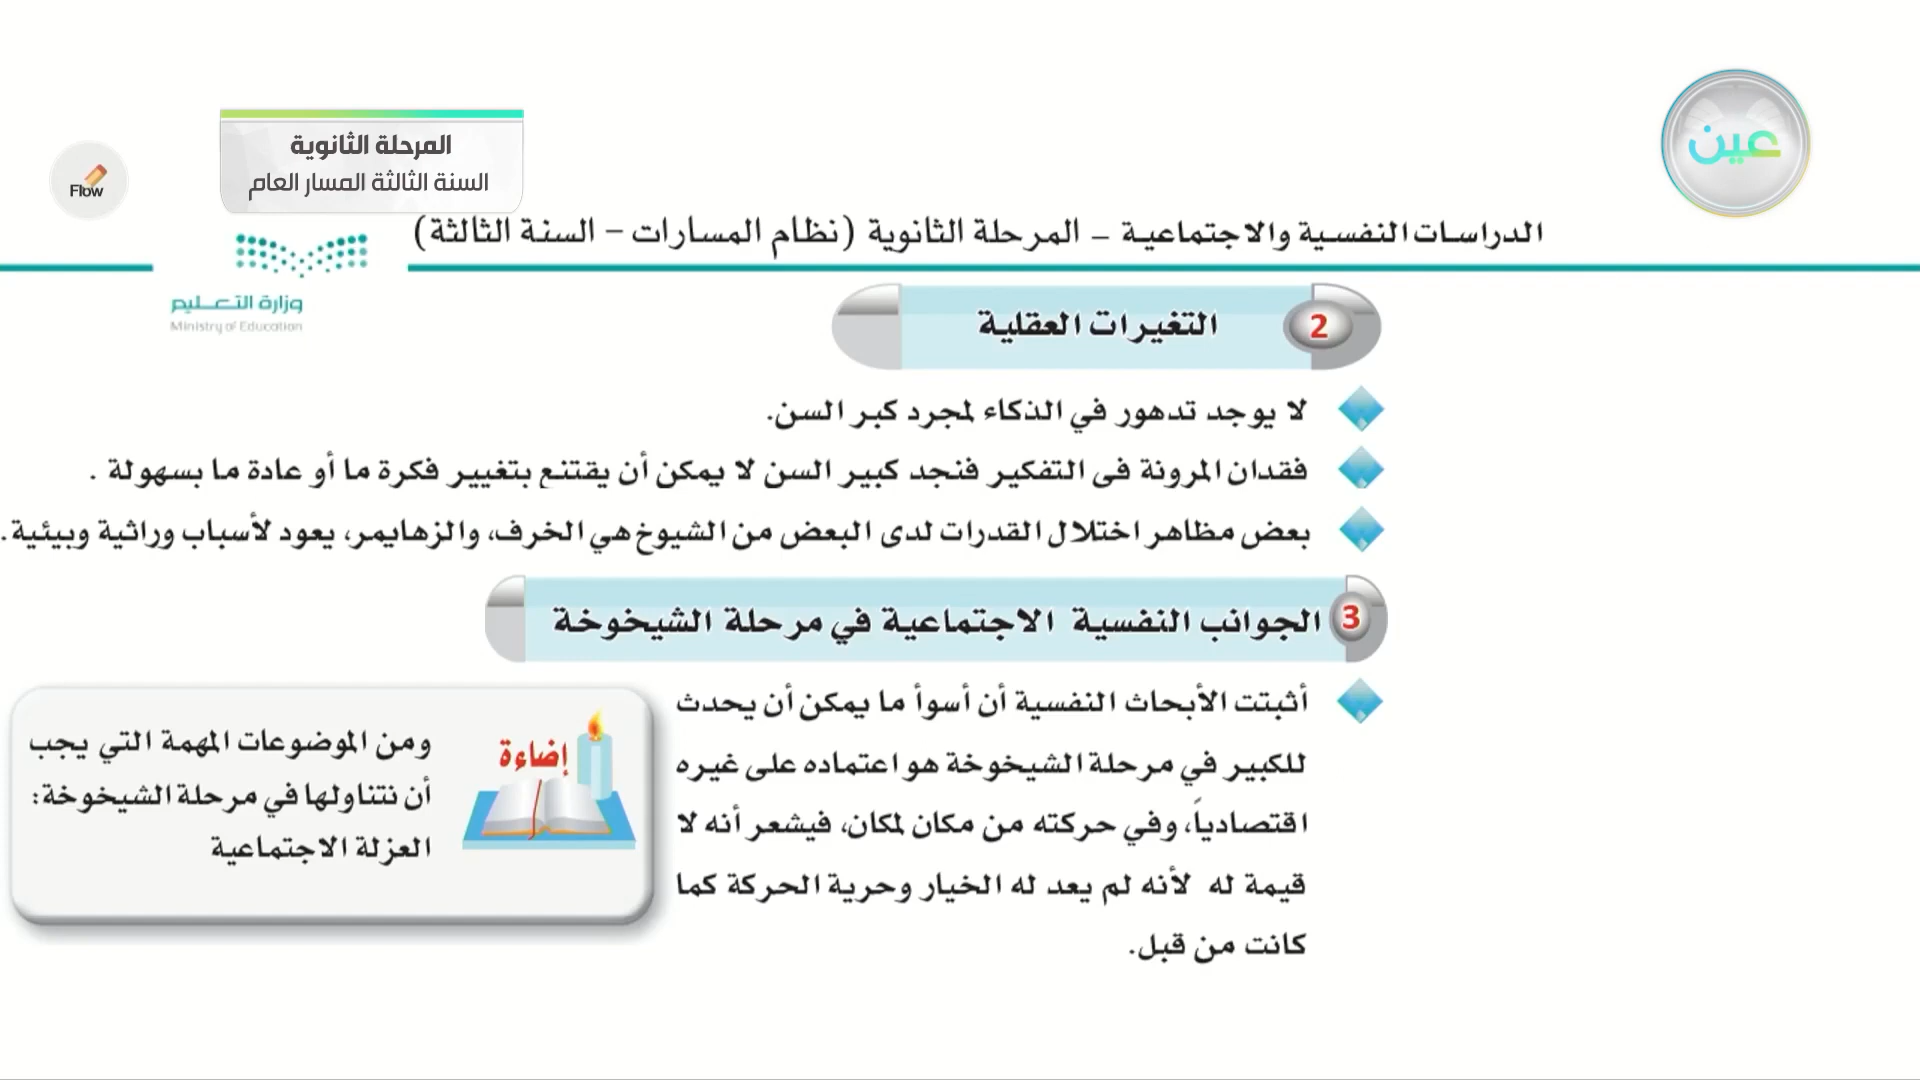 عين
المرحلة الثانوية
السنة الثالثة المسار العام
Flow
الدراسات النفسية والاجتماعية – المرحلة الثانوية (نظام المسارات – السنة الثالثة)
وزارة التعليم
Ministry of Education
2 التغيرات العقلية
لا يوجد تدهور في الذكاء لمجرد كبر السن.
فقدان المرونة فى التفكير فنجد كبير السن لا يمكن أن يقتنع بتغيير فكرة ما أو عادة ما بسهولة .
بعض مظاهر اختلال القدرات لدى البعض من الشيوخ هي الخرف، والزهايمر، يعود لأسباب وراثية وبيئية.
3 الجوانب النفسية الاجتماعية في مرحلة الشيخوخة
أثبتت الأبحاث النفسية أن أسوأ ما يمكن أن يحدث
للكبير في مرحلة الشيخوخة هو اعتماده على غيره
اقتصادياً، وفي حركته من مكان لمكان، فيشعر أنه لا
قيمة له لأنه لم يعد له الخيار وحرية الحركة كما
كانت من قبل.
إضاءة
ومن الموضوعات المهمة التي يجب
أن نتناولها في مرحلة الشيخوخة:
العزلة الاجتماعية